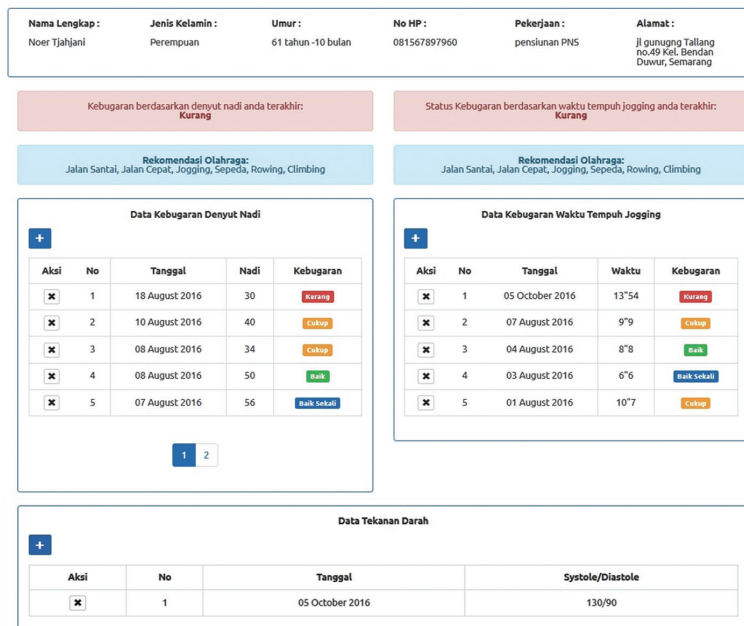 Nama Lengkap : Jenis Kelamin : Umur : No HP : Pekerjaan : Alamat :
Noer Tjahjani Perempuan 61 tahun -10 bulan 081567897960 pensiunan PNS jl gunugng Tallang
no.49 Kel. Bendan
Duwur, Semarang
Kebugaran berdasarkan denyut nadi anda terakhir:
Kurang
Status Kebugaran berdasarkan waktu tempuh jogging anda terakhir:
Kurang
Rekomendasi Olahraga:
Jalan Santai, Jalan Cepat, Jogging, Sepeda, Rowing, Climbing
Rekomendasi Olahraga:
Jalan Santai, Jalan Cepat, Jogging, Sepeda, Rowing, Climbing
Data Kebugaran Denyut Nadi
+
Aksi No Tanggal Nadi Kebugaran
1 18 August 2016 30 Kurang
2 10 August 2016 40 Cukup
3 08 August 2016 34 Cukup
4 08 August 2016 50 Baik
5 07 August 2016 56 Baik Sekali
1 2
Data Kebugaran Waktu Tempuh Jogging
+
Aksi No Tanggal Waktu Kebugaran
1 05 October 2016 13"54 Kurang
2 07 August 2016 9"9 Cukup
3 04 August 2016 8"8 Baik
4 03 August 2016 6"6 Baik Sekali
5 01 August 2016 10"7 Cukup
Data Tekanan Darah
+
Aksi No Tanggal Systole/Diastole
1 05 October 2016 130/90